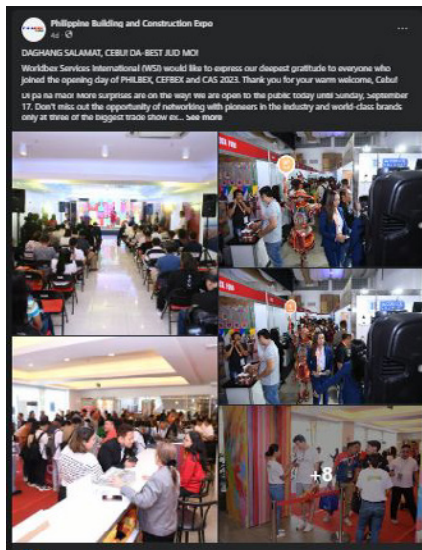 Philippine Building and Construction Expo
4d ·
DAGHANG SALAMAT, CEBU! DA-BEST JUD MO!
Worldbex Services International (WSI) would like to express our deepest gratitude to everyone who
joined the opening day of PHILBEX, CEFBEX and CAS 2023. Thank you for your warm welcome, Cebu!
Di pa na mao! More surprises are on the way! We are open to the public today until Sunday, September
17. Don't miss out the opportunity of networking with pioneers in the industry and world-class brands
only at three of the biggest trade show ex... See more
+8